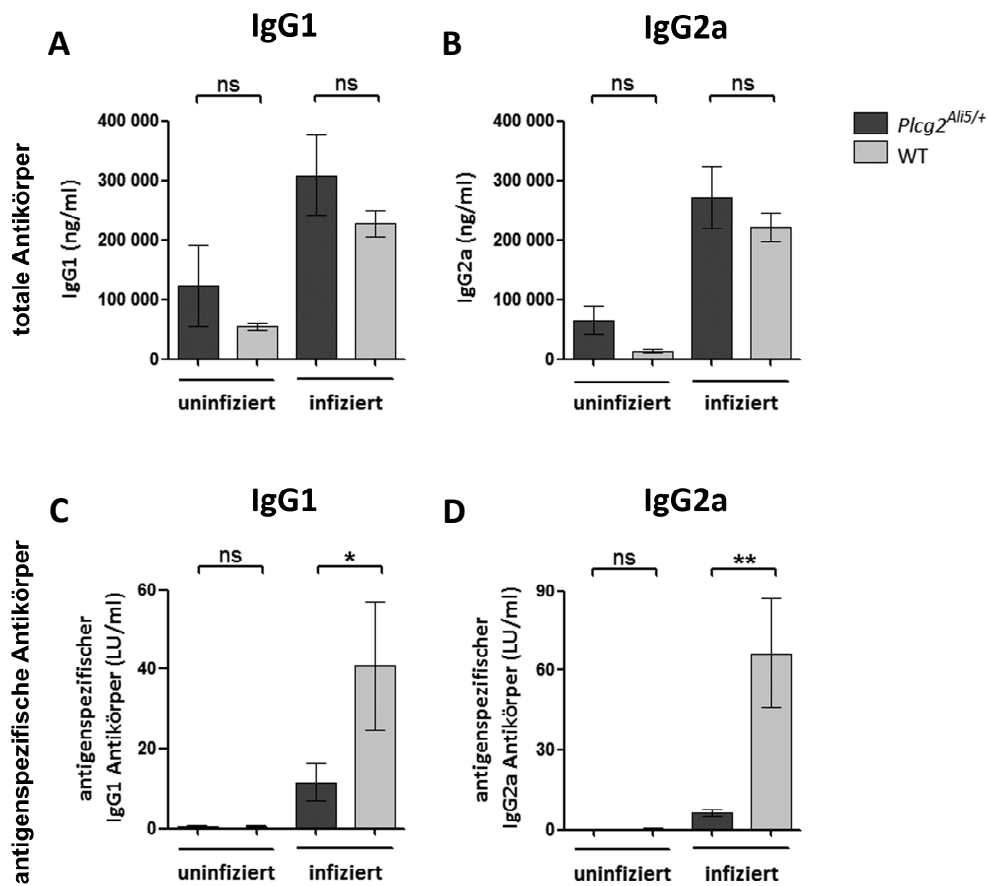 A
IgG1
B
IgG2a
ns
ns
ns
ns
Plcg2Ali5/+
WT
totale Antikörper
IgG1 (ng/ml)
400 000
300 000
200 000
100 000
0
uninfiziert
infiziert
IgG2a (ng/ml)
400 000
300 000
200 000
100 000
0
uninfiziert
infiziert
C
IgG1
D
IgG2a
ns
*
ns
**
antigenspezifische Antikörper
antigenspezifischer
IgG1 Antikörper (LU/ml)
60
40
20
0
uninfiziert
infiziert
antigenspezifischer
IgG2a Antikörper (LU/ml)
90
60
30
0
uninfiziert
infiziert